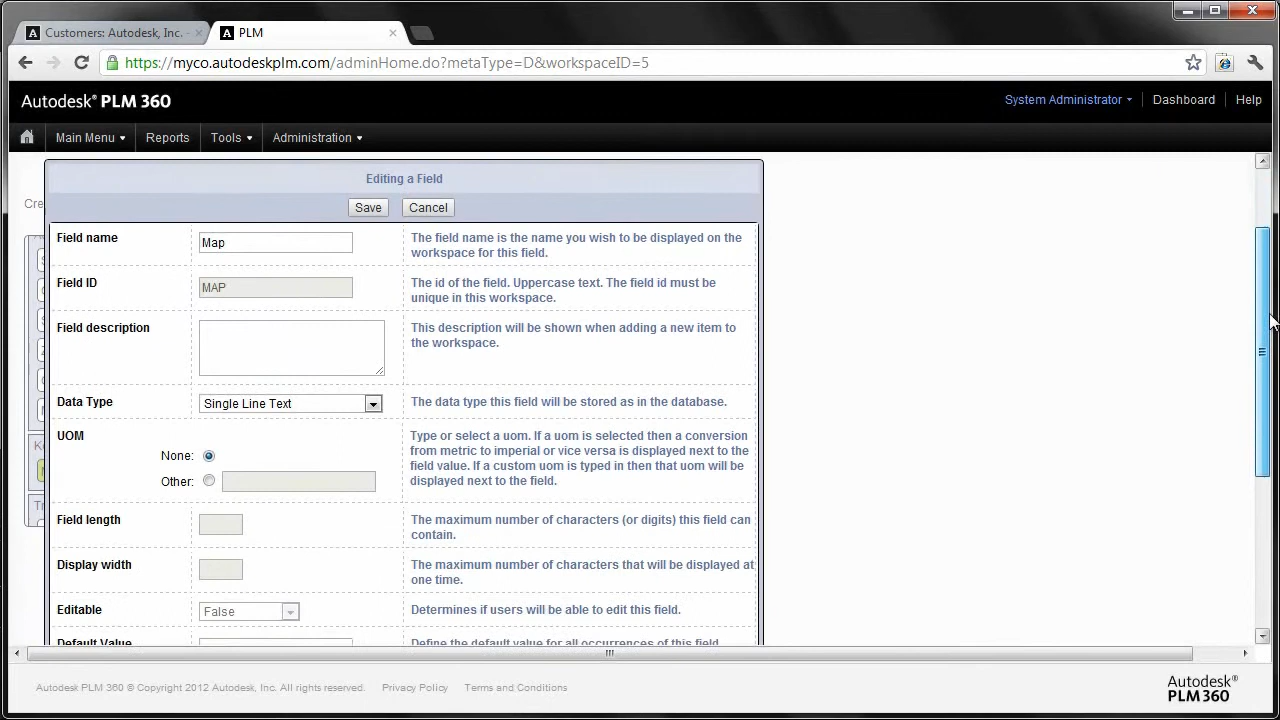 Customers: Autodesk, Inc. -
PLM
https://myco.autodeskplm.com/adminHome.do?metaType=D&workspaceID=5
Autodesk® PLM 360
System Administrator
Dashboard
Help
Main Menu
Reports
Tools
Administration
Editing a Field
Save
Cancel
Field name
Map
The field name is the name you wish to be displayed on the
workspace for this field.
Field ID
MAP
The id of the field. Uppercase text. The field id must be
unique in this workspace.
Field description
This description will be shown when adding a new item to
the workspace.
Data Type
Single Line Text
The data type this field will be stored as in the database.
UOM
None:
Other:
Type or select a uom. If a uom is selected then a conversion
from metric to imperial or vice versa is displayed next to the
field value. If a custom uom is typed in then that uom will be
displayed next to the field.
Field length
The maximum number of characters (or digits) this field can
contain.
Display width
The maximum number of characters that will be displayed at
one time.
Editable
False
Determines if users will be able to edit this field.
Default Value
Define the default value for all occurrences of this field
Autodesk PLM 360 © Copyright 2012 Autodesk, Inc. All rights reserved.
Privacy Policy
Terms and Conditions
Autodesk®
PLM 360